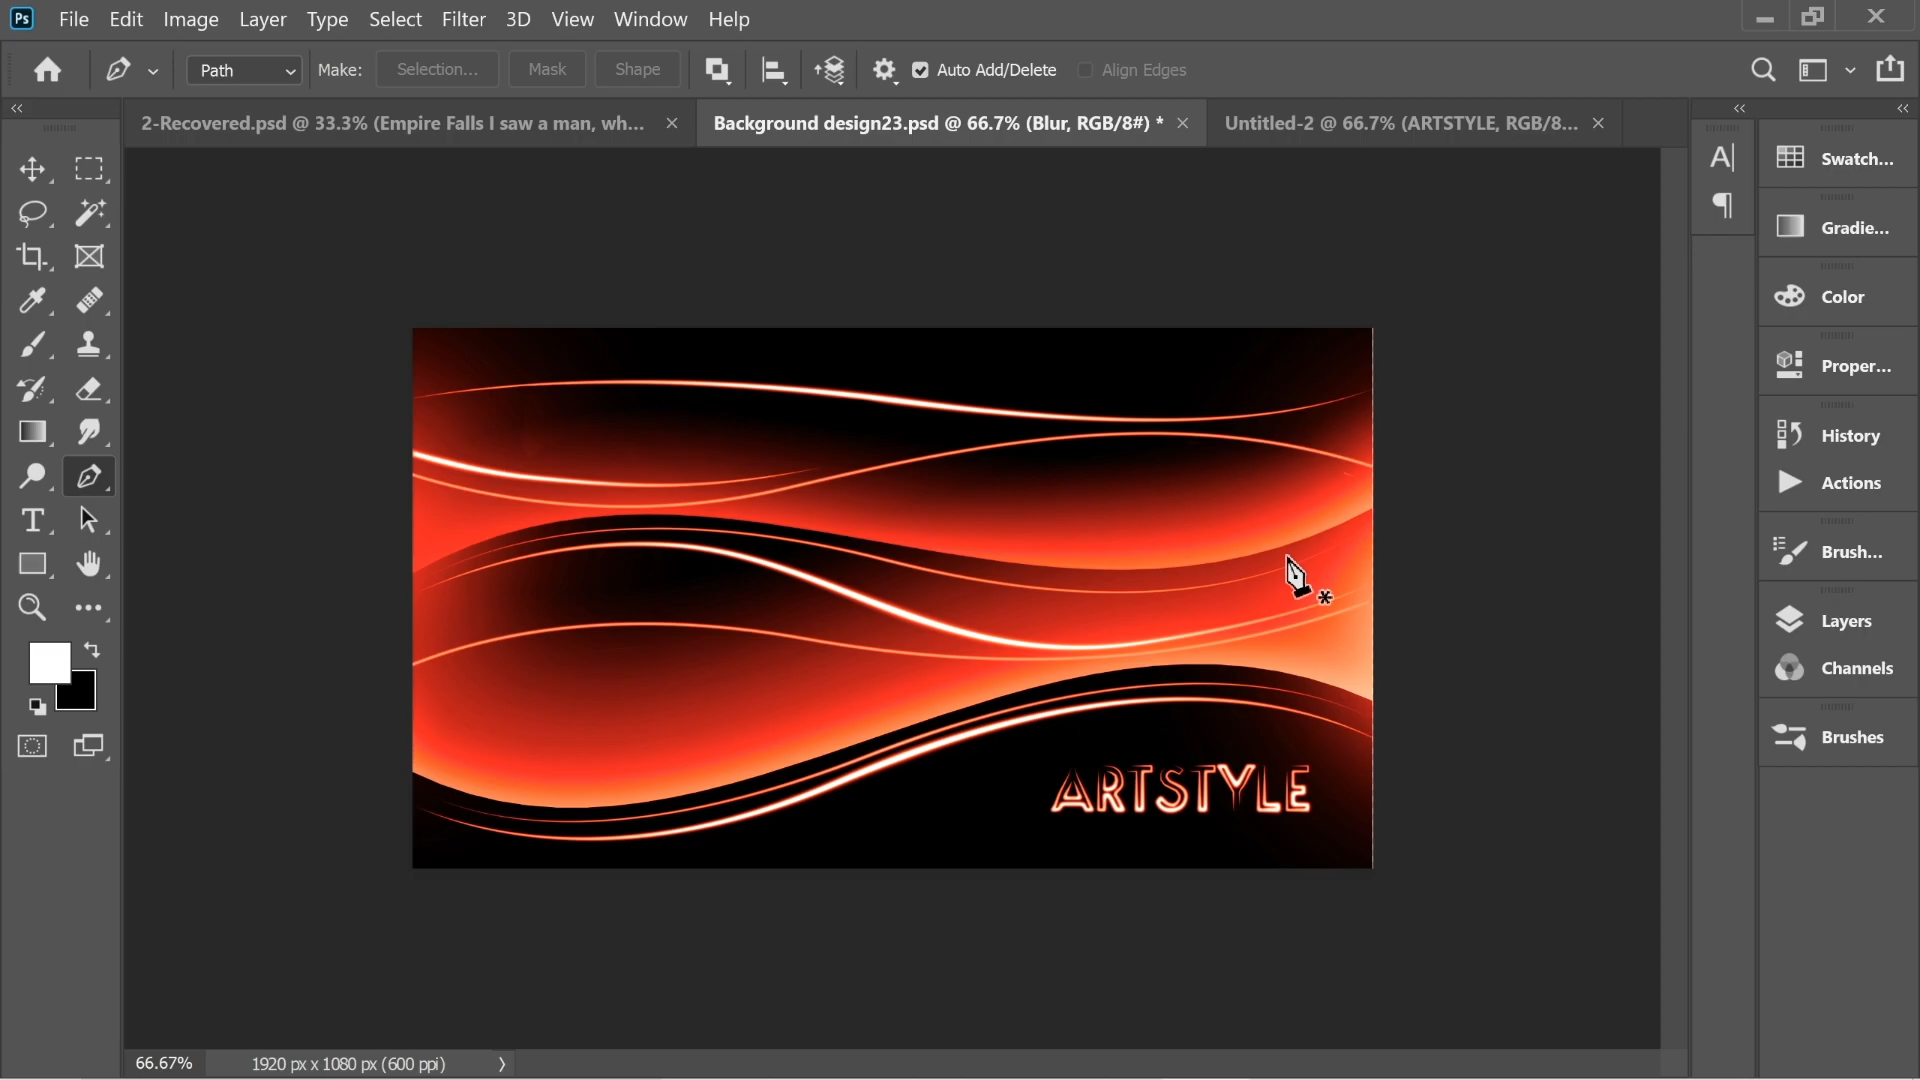 Ps File Edit Image Layer Type Select Filter 3D View Window Help
Path Make: Selection... Mask Shape Auto Add/Delete Align Edges
2-Recovered.psd @ 33.3% (Empire Falls I saw a man, wh... × Background design23.psd @ 66.7% (Blur, RGB/8#) * × Untitled-2 @ 66.7% (ARTSTYLE, RGB/8... ×
Swatch...
Gradie...
Color
Proper...
History
Actions
Brush...
Layers
Channels
Brushes
ARTSTYLE
66.67% 1920 px x 1080 px (600 ppi)